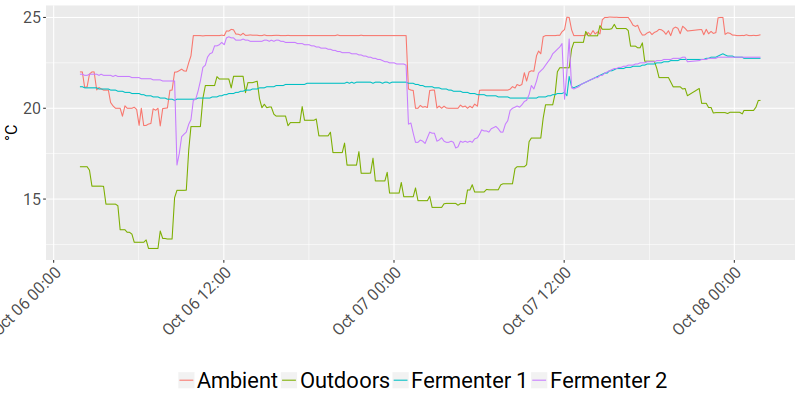 25
20
°C
15
Oct 06 00:00
Oct 06 12:00
Oct 07 00:00
Oct 07 12:00
Oct 08 00:00
Ambient Outdoors Fermenter 1 Fermenter 2